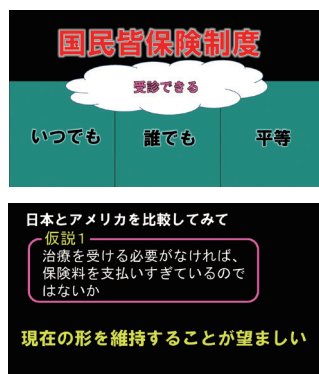 国民皆保険制度
受診できる
いつでも
誰でも
平等
日本とアメリカを比較してみて
仮説1
治療を受ける必要がなければ、
保険料を支払いすぎているので
はないか
現在の形を維持することが望ましい